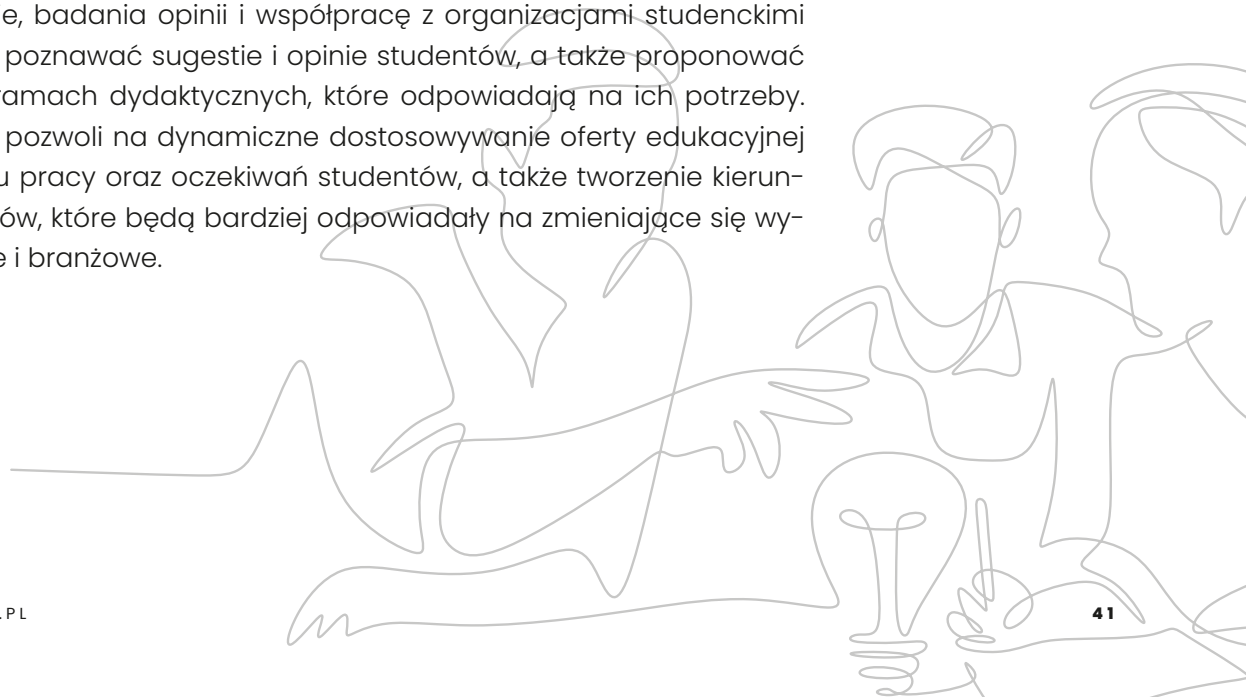 e, badania opinii i współpracę z organizacjami studenckimi
poznawać sugestie i opinie studentów, a także proponować
ramach dydaktycznych, które odpowiadają na ich potrzeby.
pozwoli na dynamiczne dostosowywanie oferty edukacyjnej
u pracy oraz oczekiwań studentów, a także tworzenie kierun-
ów, które będą bardziej odpowiadały na zmieniające się wy-
e i branżowe.
.PL
41